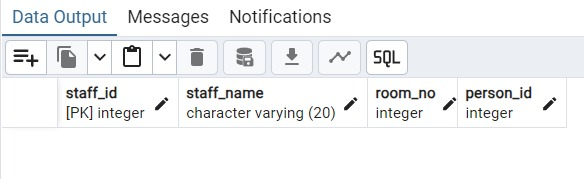 Data Output Messages Notifications
SQL
staff_id staff_name room_no person_id
[PK] integer character varying (20) integer integer